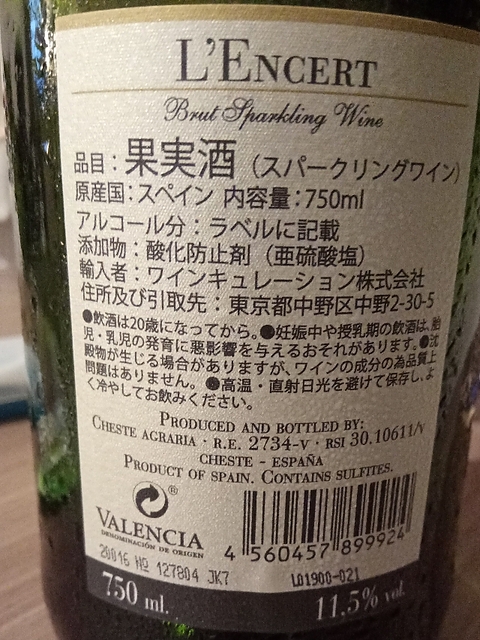 L'ENCERT
Brut Sparkling Wine
品目：果実酒（スパークリングワイン）
原産国：スペイン 内容量：750ml
アルコール分：ラベルに記載
添加物：酸化防止剤（亜硫酸塩）
輸入者：ワインキュレーション株式会社
住所及び引取先：東京都中野区中野2-30-5
●飲酒は20歳になってから。●妊娠中や授乳期の飲酒は、胎
児・乳児の発育に悪影響を与えるおそれがあります。●沈
殿物が生じる場合がありますが、ワインの成分の為品質上
問題はありません。 ●高温・直射日光を避けて保存し、よ
く冷やしてお飲みください。
PRODUCED AND BOTTLED BY:
CHESTE AGRARIA · R.E. 2734-V · RSI 30.10611/V
CHESTE - ESPAÑA
PRODUCT OF SPAIN. CONTAINS SULFITES.
®
VALENCIA
DENOMINACIÓN DE ORIGEN
4 560457 899924
20016 Nº 127804 JK7
L01900-021
750 ml.
11.5% vol.